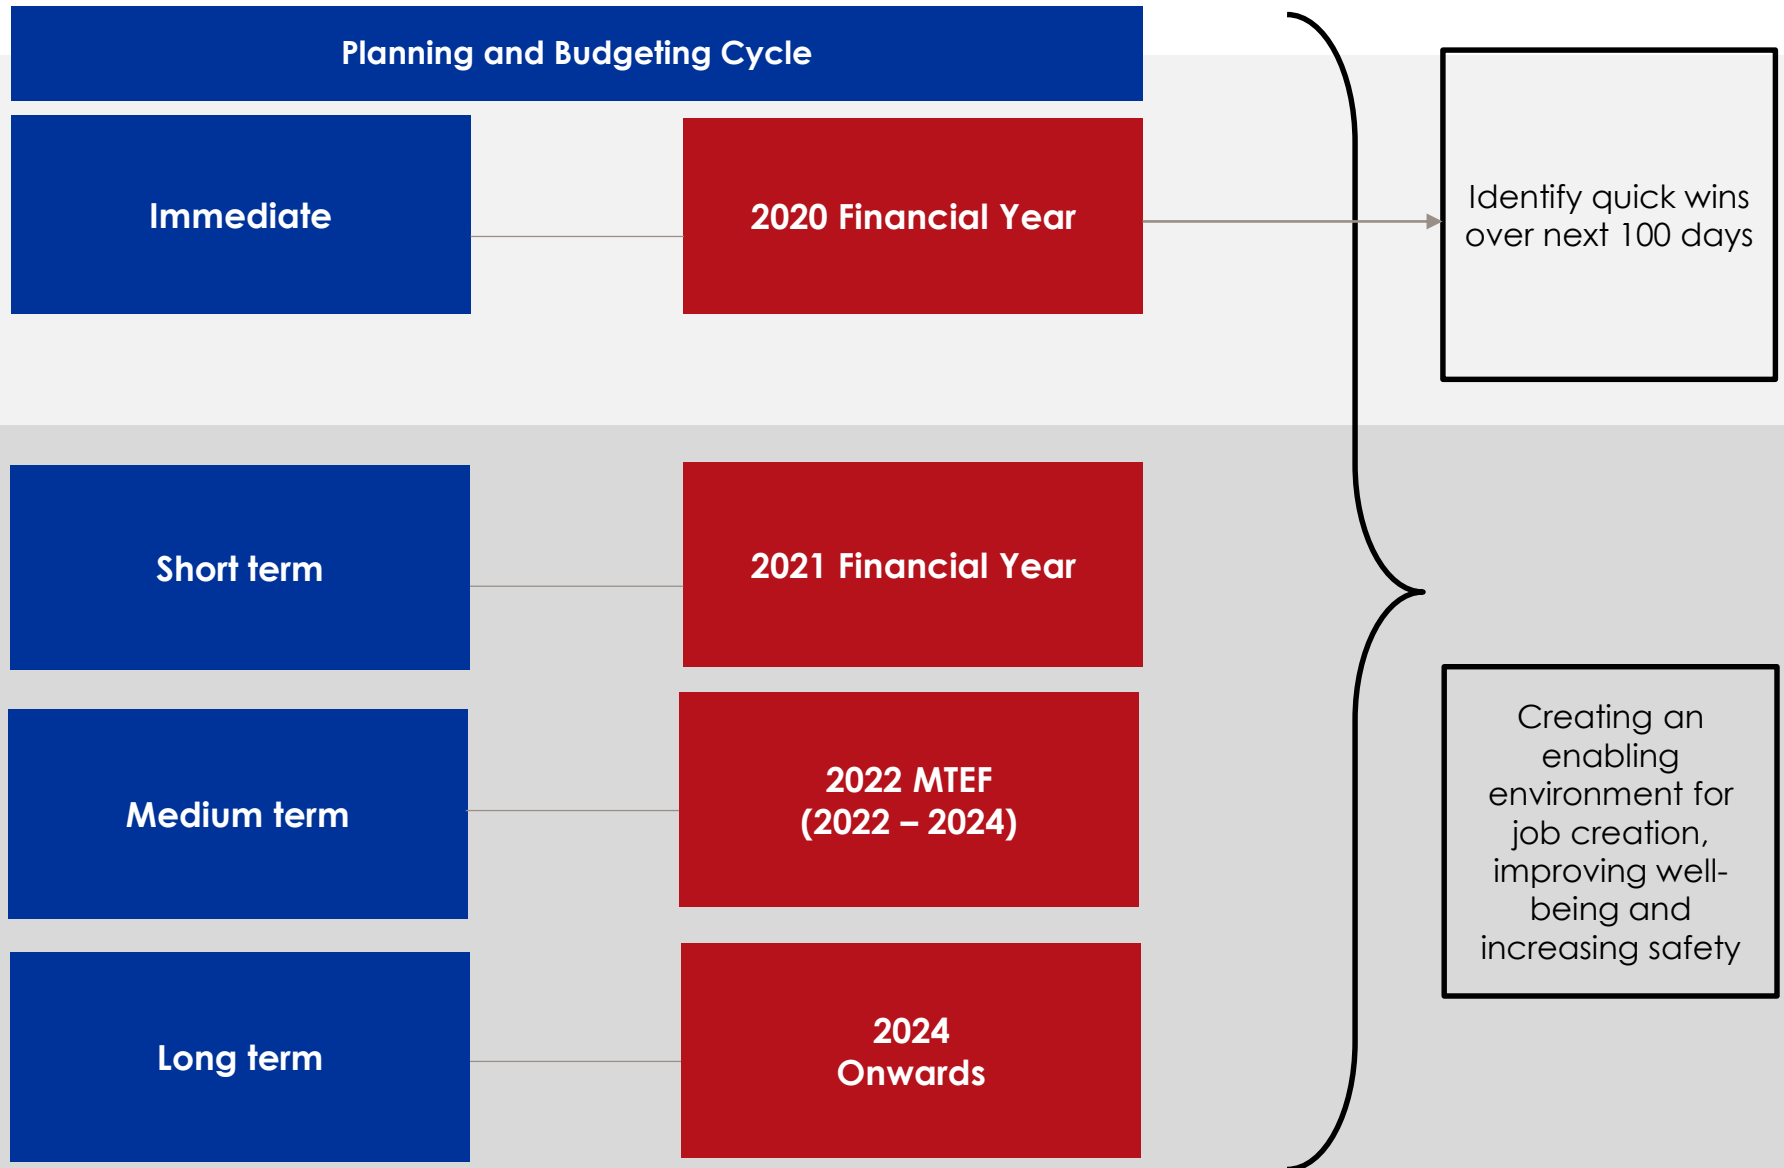 Planning and Budgeting Cycle
Immediate
2020 Financial Year
Identify quick wins
over next 100 days
Short term
2021 Financial Year
Medium term
2022 MTEF
(2022 – 2024)
Creating an
enabling
environment for
job creation,
improving well-
being and
increasing safety
Long term
2024
Onwards